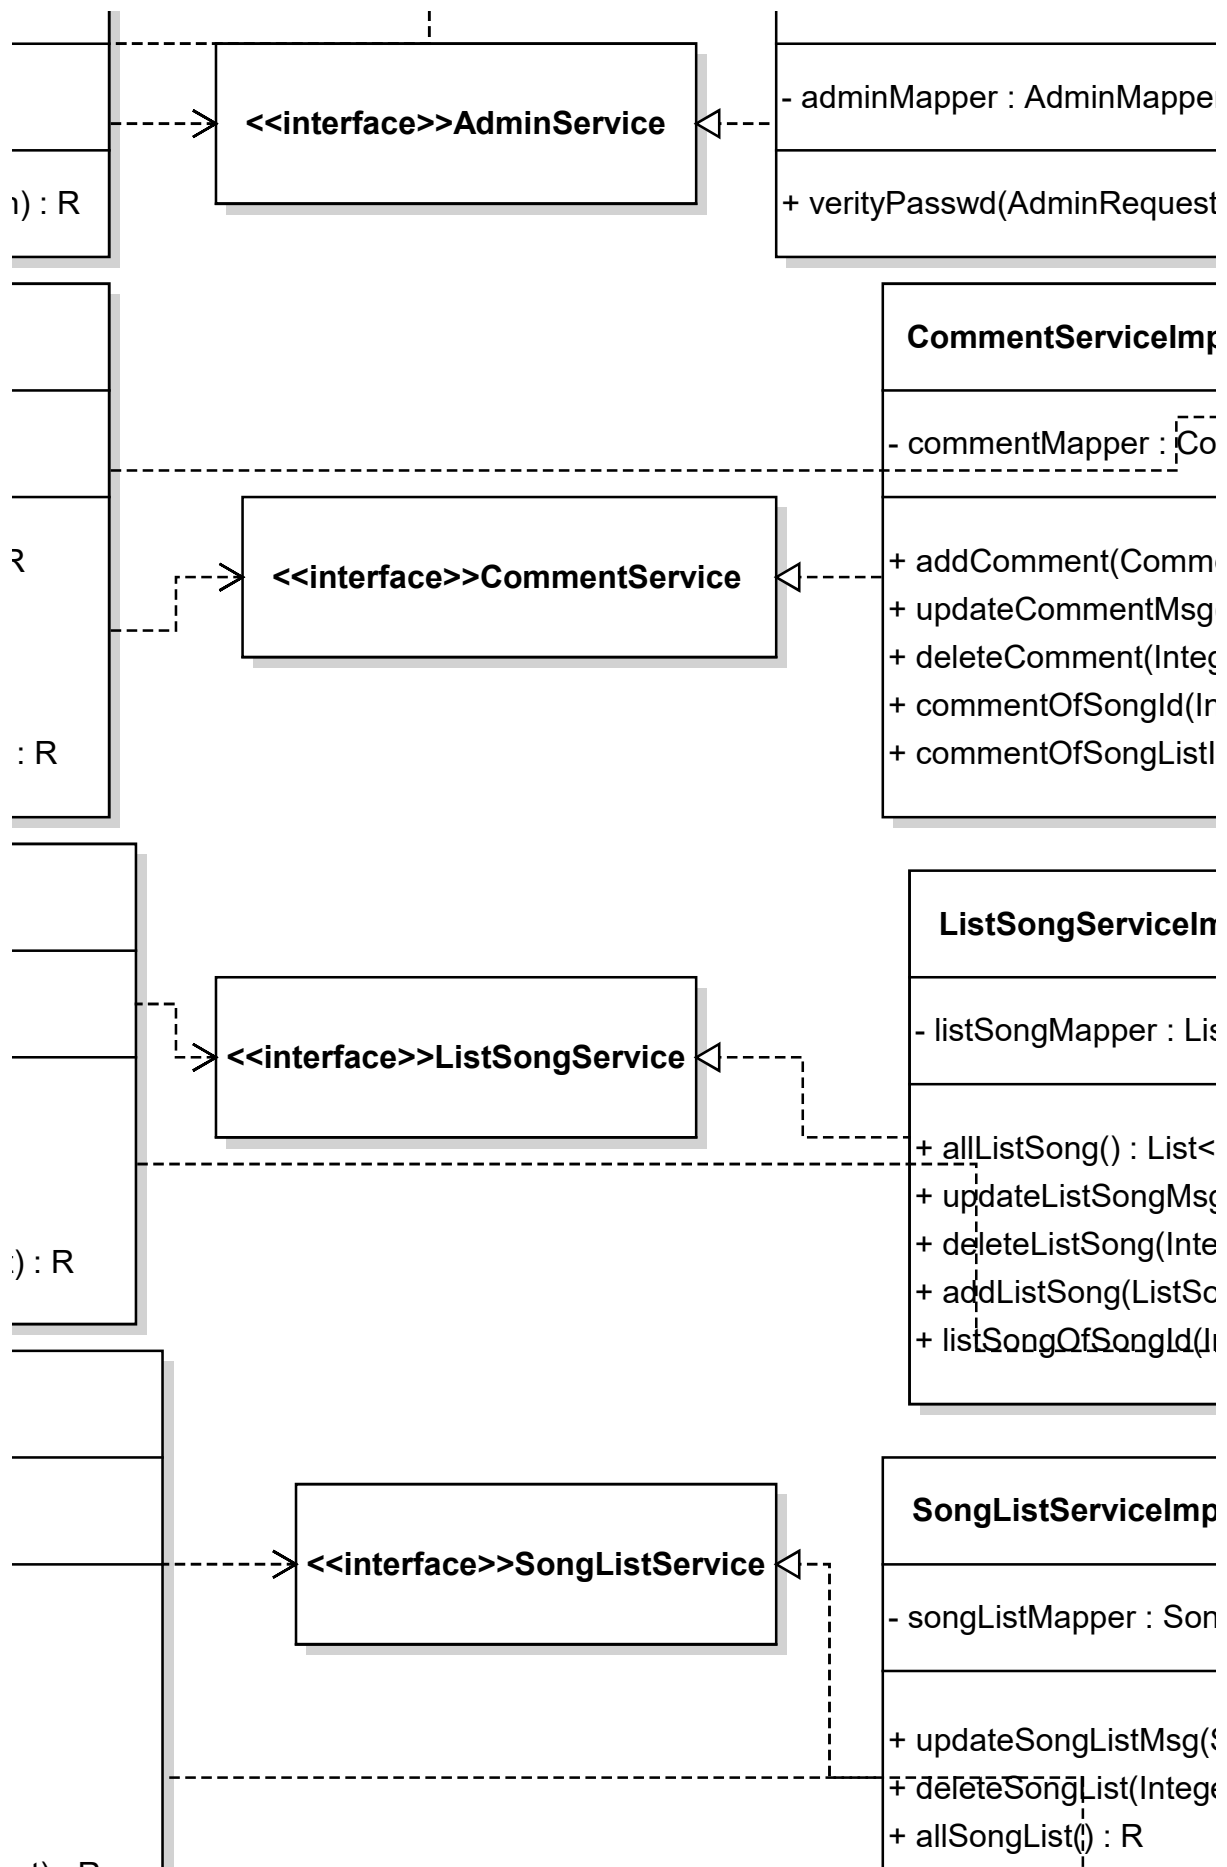 - adminMapper : AdminMapper
<<interface>>AdminService
) : R
+ verityPasswd(AdminRequest
CommentServiceImp
- commentMapper : Co
R
<<interface>>CommentService
+ addComment(Comm
+ updateCommentMsg
+ deleteComment(Integ
+ commentOfSongId(In
: R
+ commentOfSongListI
ListSongServiceIm
- listSongMapper : Lis
<<interface>>ListSongService
+ allListSong() : List<
+ updateListSongMsg
+ deleteListSong(Inte
) : R
+ addListSong(ListSo
+ listSongOfSongId(I
SongListServiceImp
<<interface>>SongListService
- songListMapper : Son
+ updateSongListMsg(S
+ deleteSongList(Intege
+ allSongList() : R